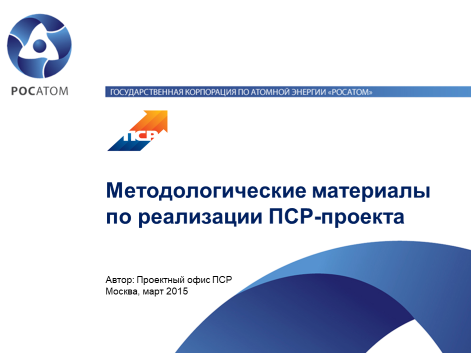 РОСАТОМ
ГОСУДАРСТВЕННАЯ КОРПОРАЦИЯ ПО АТОМНОЙ ЭНЕРГИИ «РОСАТОМ»
ПСР
Методологические материалы
по реализации ПСР-проекта
Автор: Проектный офис ПСР
Москва, март 2015